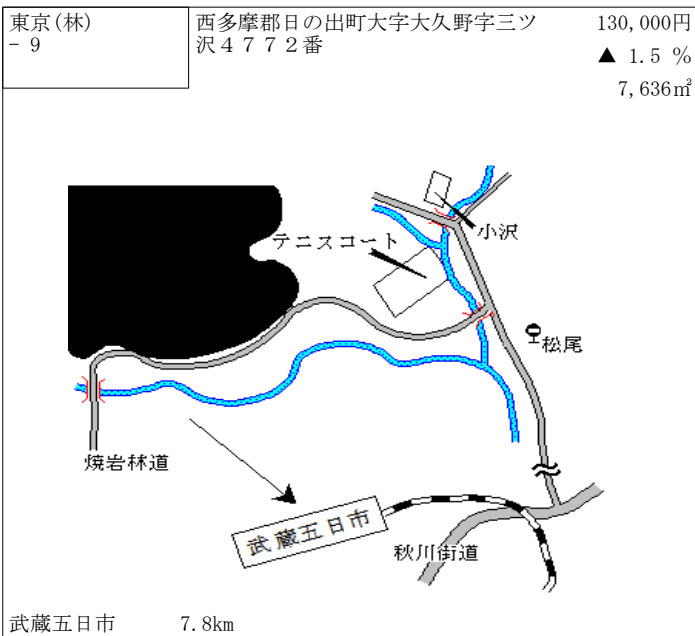 東京(林)
- 9
西多摩郡日の出町大字大久野字三ツ
沢４７７２番
130,000円
▲ 1.5 %
7,636㎡
小沢
テニスコート
松尾
焼岩林道
武蔵五日市
秋川街道
武蔵五日市 7.8km